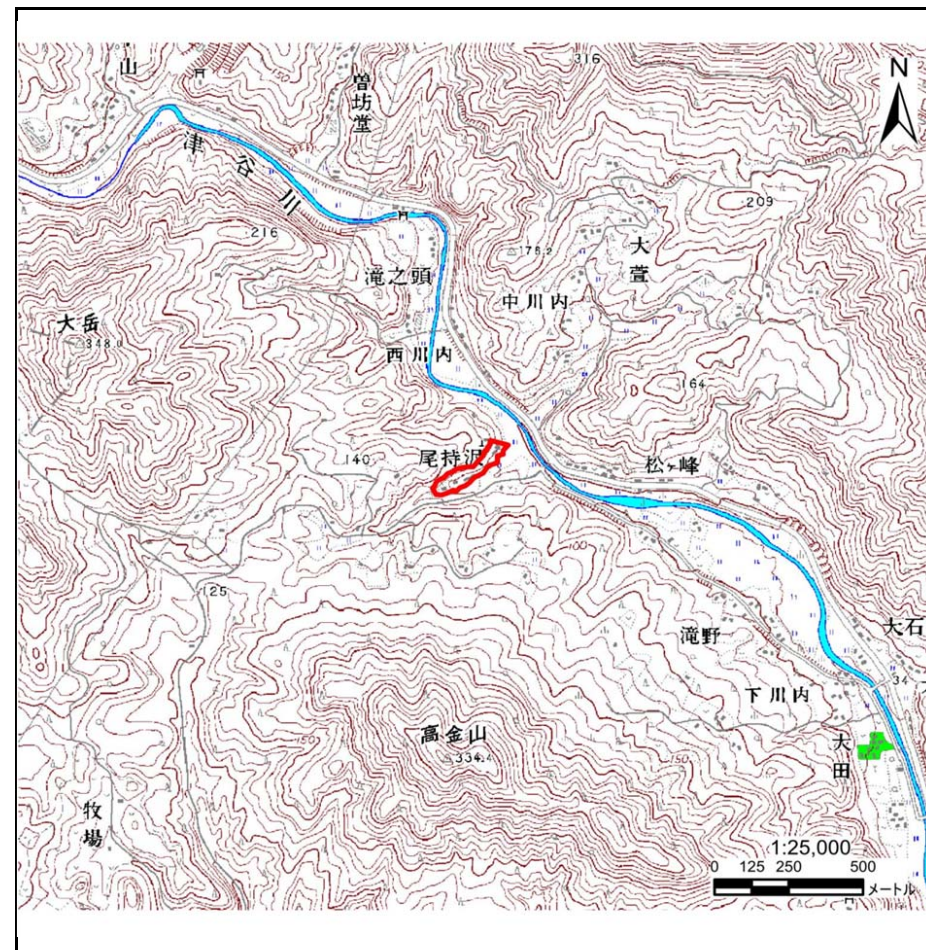 山
曽坊堂
316
N
津谷川
216
209
178.2
大萱
滝之頭
中川内
大岳
348.0
西川内
164
140
尾持沢
松ヶ峰
100
125
滝野
大石
34
下川内
高金山
334.4
150
大田
牧場
1:25,000
0 125 250 500
メートル